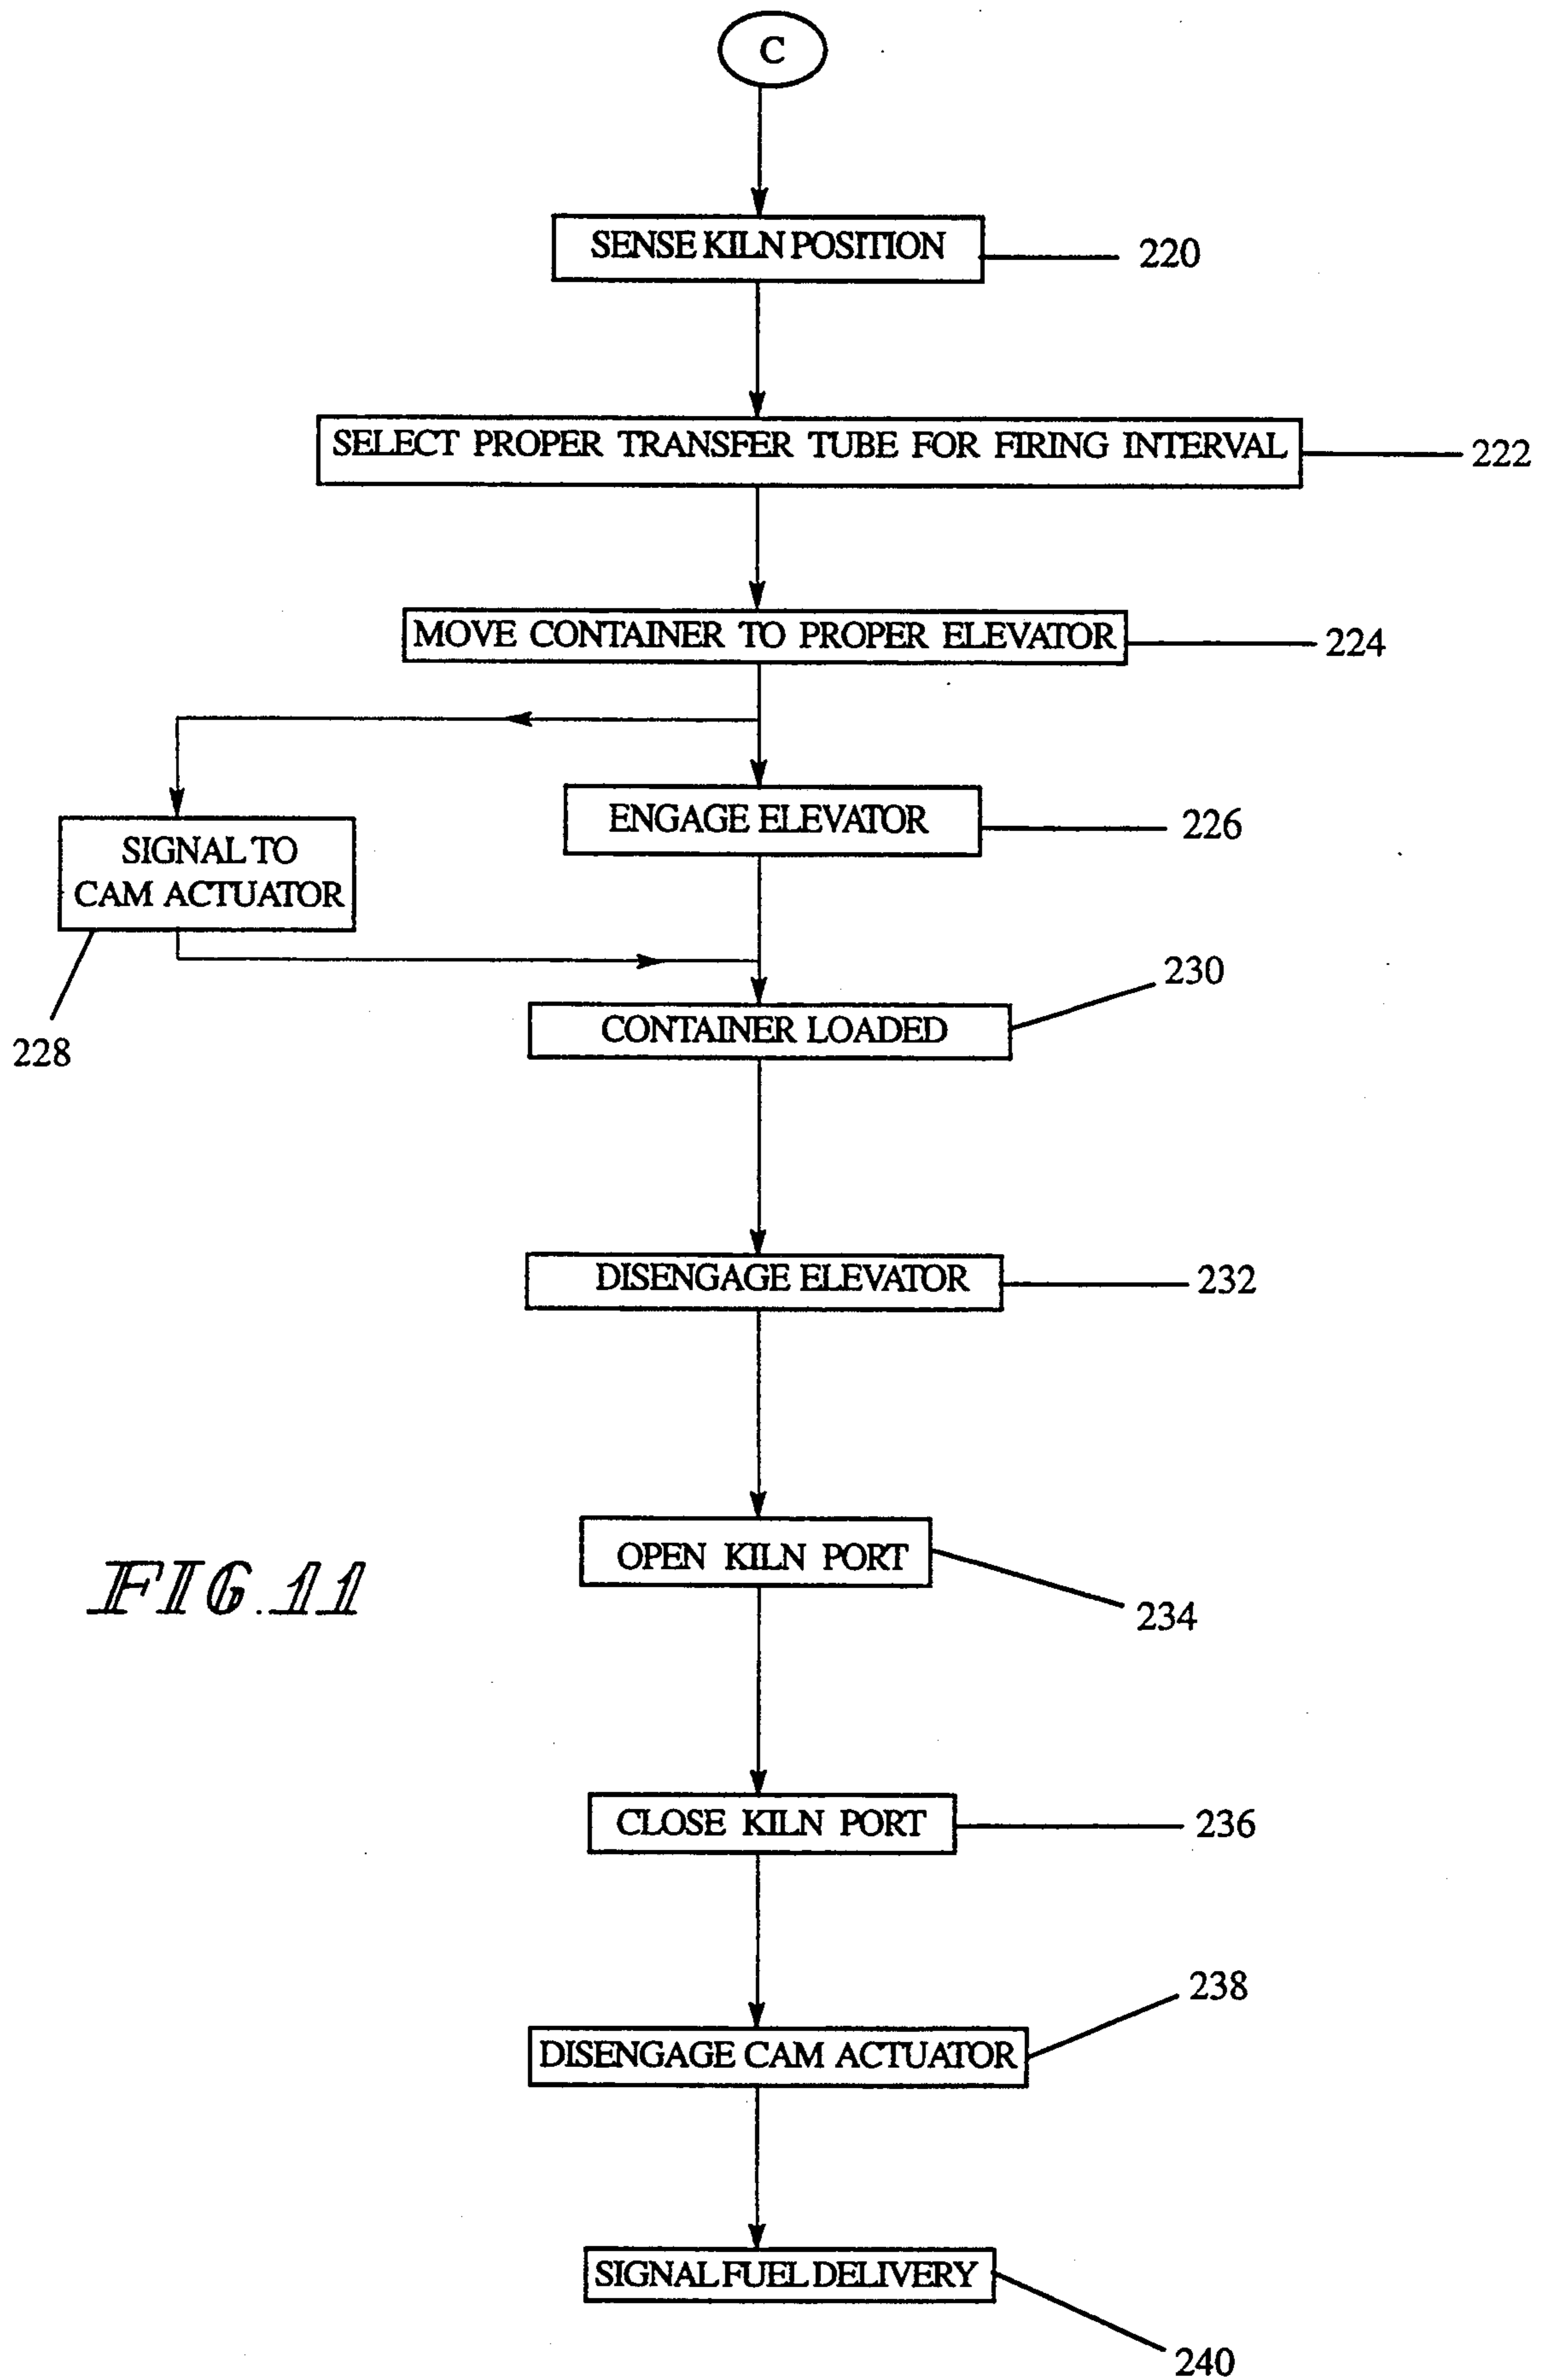 C
SENSE KILN POSITION
220
SELECT PROPER TRANSFER TUBE FOR FIRING INTERVAL
222
MOVE CONTAINER TO PROPER ELEVATOR
224
ENGAGE ELEVATOR
226
SIGNAL TO
CAM ACTUATOR
228
230
CONTAINER LOADED
DISENGAGE ELEVATOR
232
OPEN KILN PORT
234
FIG. 11
CLOSE KILN PORT
236
238
DISENGAGE CAM ACTUATOR
SIGNAL FUEL DELIVERY
240